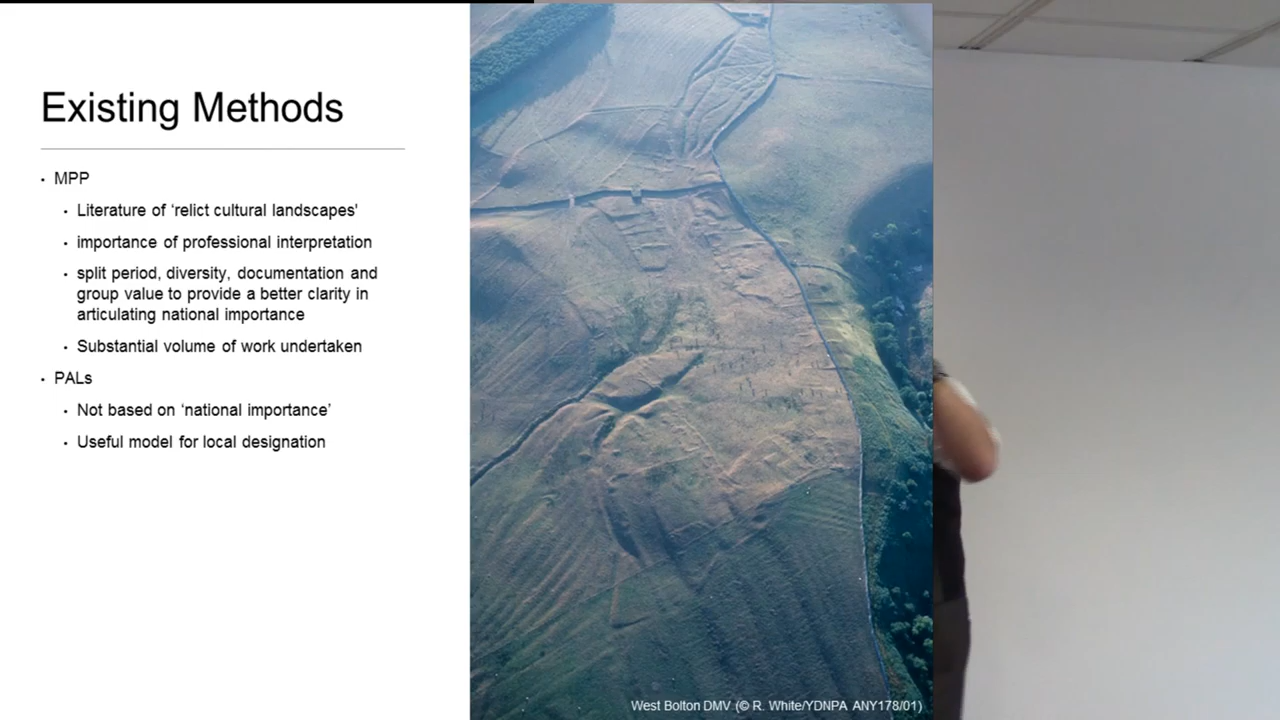 Existing Methods
• MPP
• Literature of ‘relict cultural landscapes'
• importance of professional interpretation
• split period, diversity, documentation and
group value to provide a better clarity in
articulating national importance
• Substantial volume of work undertaken
• PALs
• Not based on ‘national importance’
• Useful model for local designation
West Bolton DMV (© R. White/YDNPA ANY178/01)